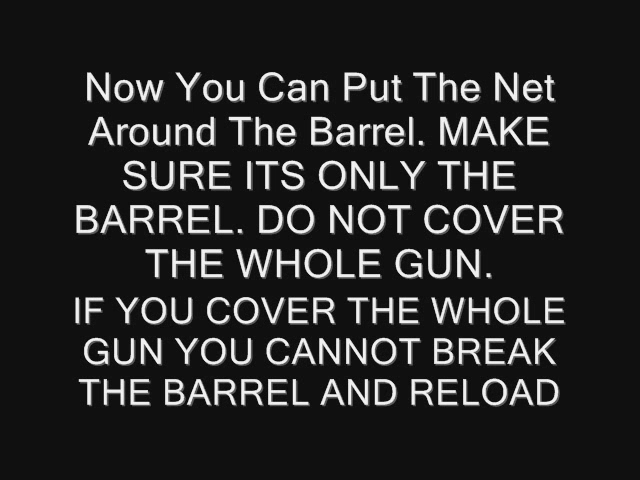 Now You Can Put The Net
Around The Barrel. MAKE
SURE ITS ONLY THE
BARREL. DO NOT COVER
THE WHOLE GUN.
IF YOU COVER THE WHOLE
GUN YOU CANNOT BREAK
THE BARREL AND RELOAD